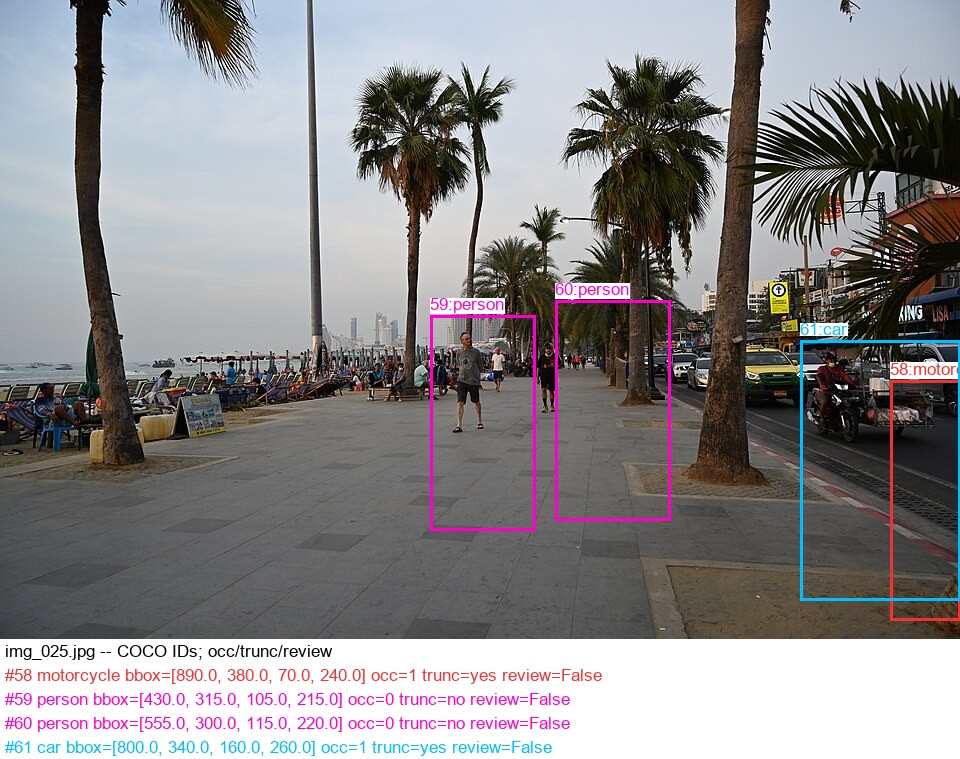 59:person
60:person
61:car
58:motor
KING
LISA
img_025.jpg -- COCO IDs; occ/trunc/review
#58 motorcycle bbox=[890.0, 380.0, 70.0, 240.0] occ=1 trunc=yes review=False
#59 person bbox=[430.0, 315.0, 105.0, 215.0] occ=0 trunc=no review=False
#60 person bbox=[555.0, 300.0, 115.0, 220.0] occ=0 trunc=no review=False
#61 car bbox=[800.0, 340.0, 160.0, 260.0] occ=1 trunc=yes review=False